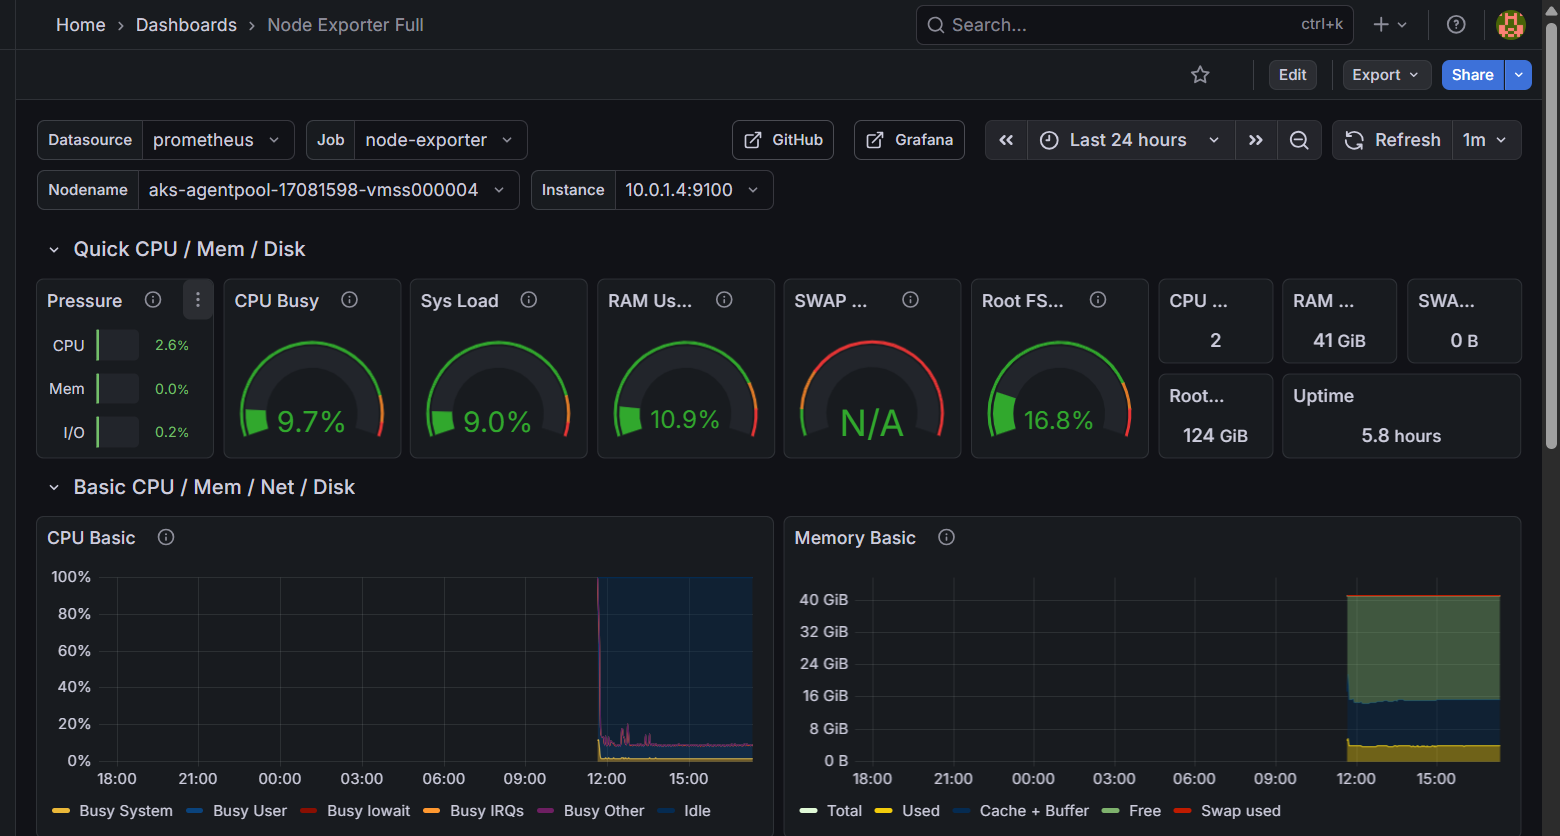 Home › Dashboards › Node Exporter Full
Search... ctrl+k
Edit Export Share
Datasource prometheus Job node-exporter GitHub Grafana Last 24 hours Refresh 1m
Nodename aks-agentpool-17081598-vmss000004 Instance 10.0.1.4:9100
Quick CPU / Mem / Disk
Pressure CPU Busy Sys Load RAM Us... SWAP ... Root FS... CPU ... RAM ... SWA...
CPU 2.6%
Mem 0.0%
I/O 0.2%
9.7%
9.0%
10.9%
N/A
16.8%
2
41 GiB
0 B
Root... Uptime
124 GiB 5.8 hours
Basic CPU / Mem / Net / Disk
CPU Basic
100%
80%
60%
40%
20%
0%
18:00 21:00 00:00 03:00 06:00 09:00 12:00 15:00
Busy System Busy User Busy Iowait Busy IRQs Busy Other Idle
Memory Basic
40 GiB
32 GiB
24 GiB
16 GiB
8 GiB
0 B
18:00 21:00 00:00 03:00 06:00 09:00 12:00 15:00
Total Used Cache + Buffer Free Swap used